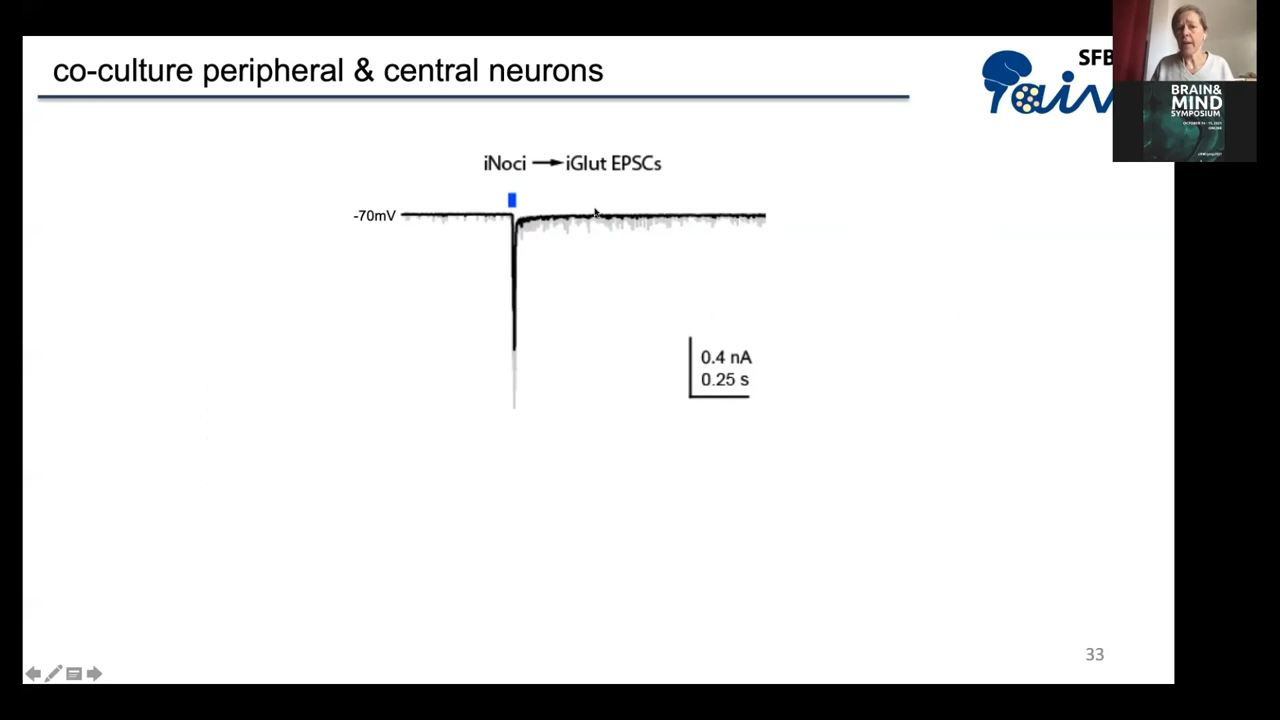 co-culture peripheral & central neurons
SFB
iNoci → iGlut EPSCs
-70mV
0.4 nA
0.25 s
33
BRAIN&
MIND
SYMPOSIUM
ONLINE